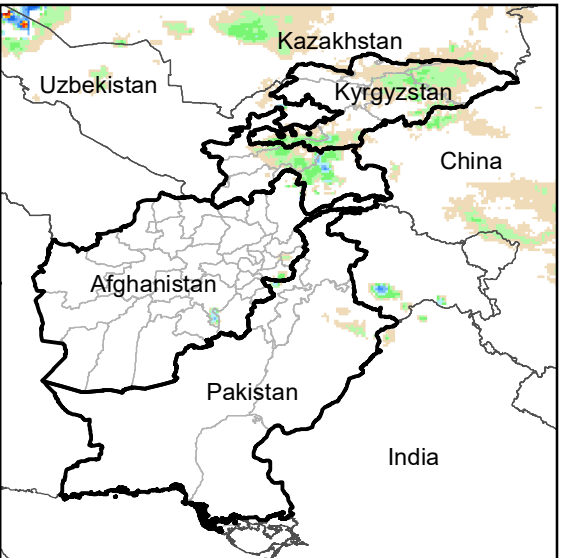 Kazakhstan
Uzbekistan
Kyrgyzstan
China
Afghanistan
Pakistan
India